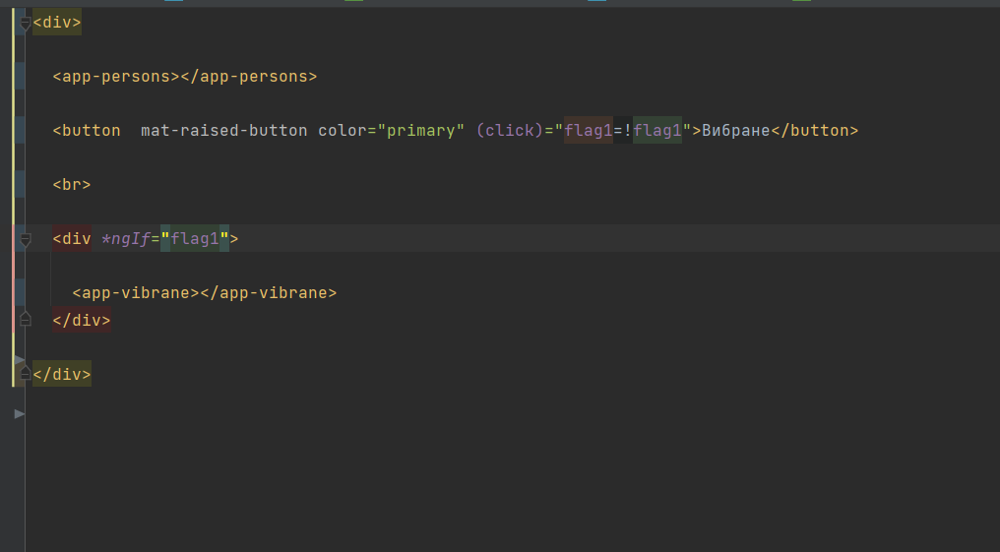 <div>
<app-persons></app-persons>
<button  mat-raised-button color="primary" (click)="flag1=!flag1">Вибране</button>
<br>
<div *ngIf="flag1">
<app-vibrane></app-vibrane>
</div>
</div>